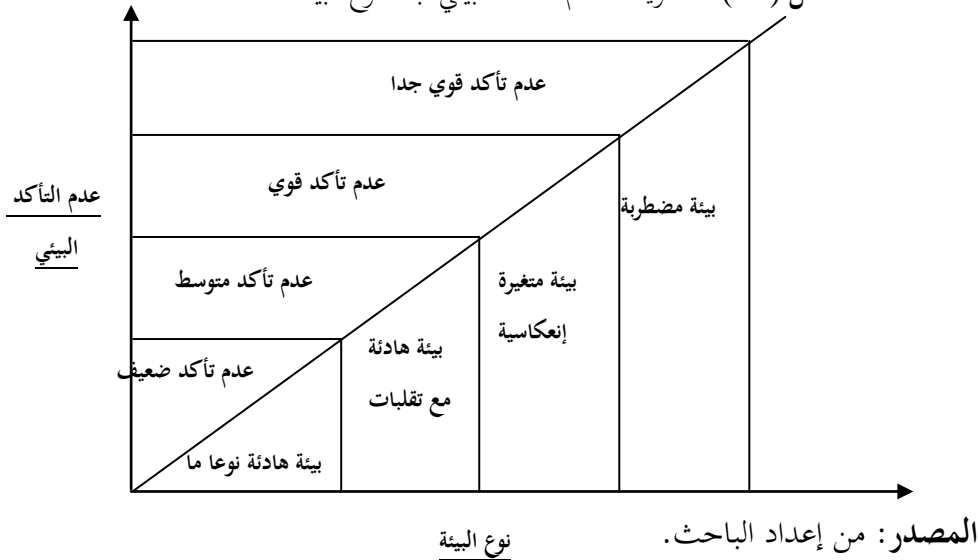 عدم تأكد قوي جدا
عدم تأكد قوي
عدم التأكد
البيئي
بيئة مضطربة
عدم تأكد متوسط
بيئة متغيرة
إنعكاسية
بيئة هادئة
مع تقلبات
عدم تأكد ضعيف
بيئة هادئة نوعا ما
نوع البيئة
المصدر: من إعداد الباحث.